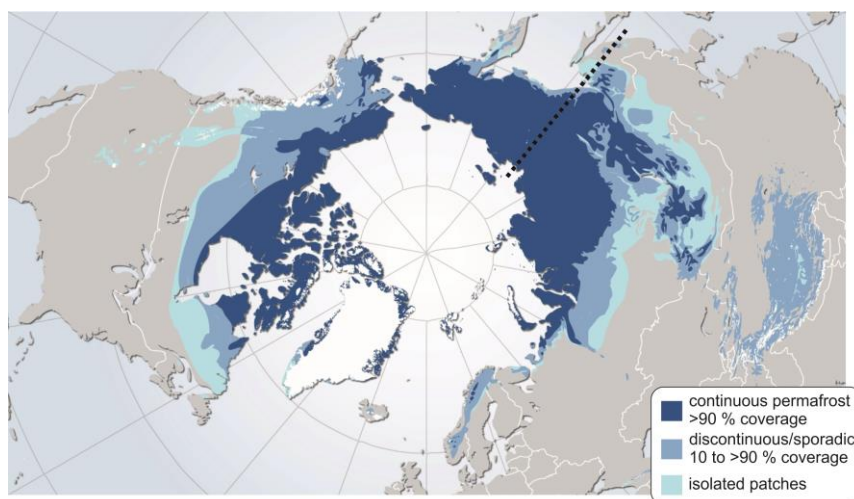 continuous permafrost
>90 % coverage
discontinuous/sporadic
10 to >90 % coverage
isolated patches